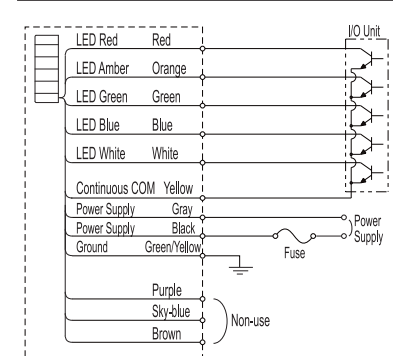 I/O Unit
LED Red Red
LED Amber Orange
LED Green Green
LED Blue Blue
LED White White
Continuous COM Yellow
Power Supply Gray
Power Supply Black
Ground Green/Yellow
Fuse
Power
Supply
Purple
Sky-blue
Brown
Non-use